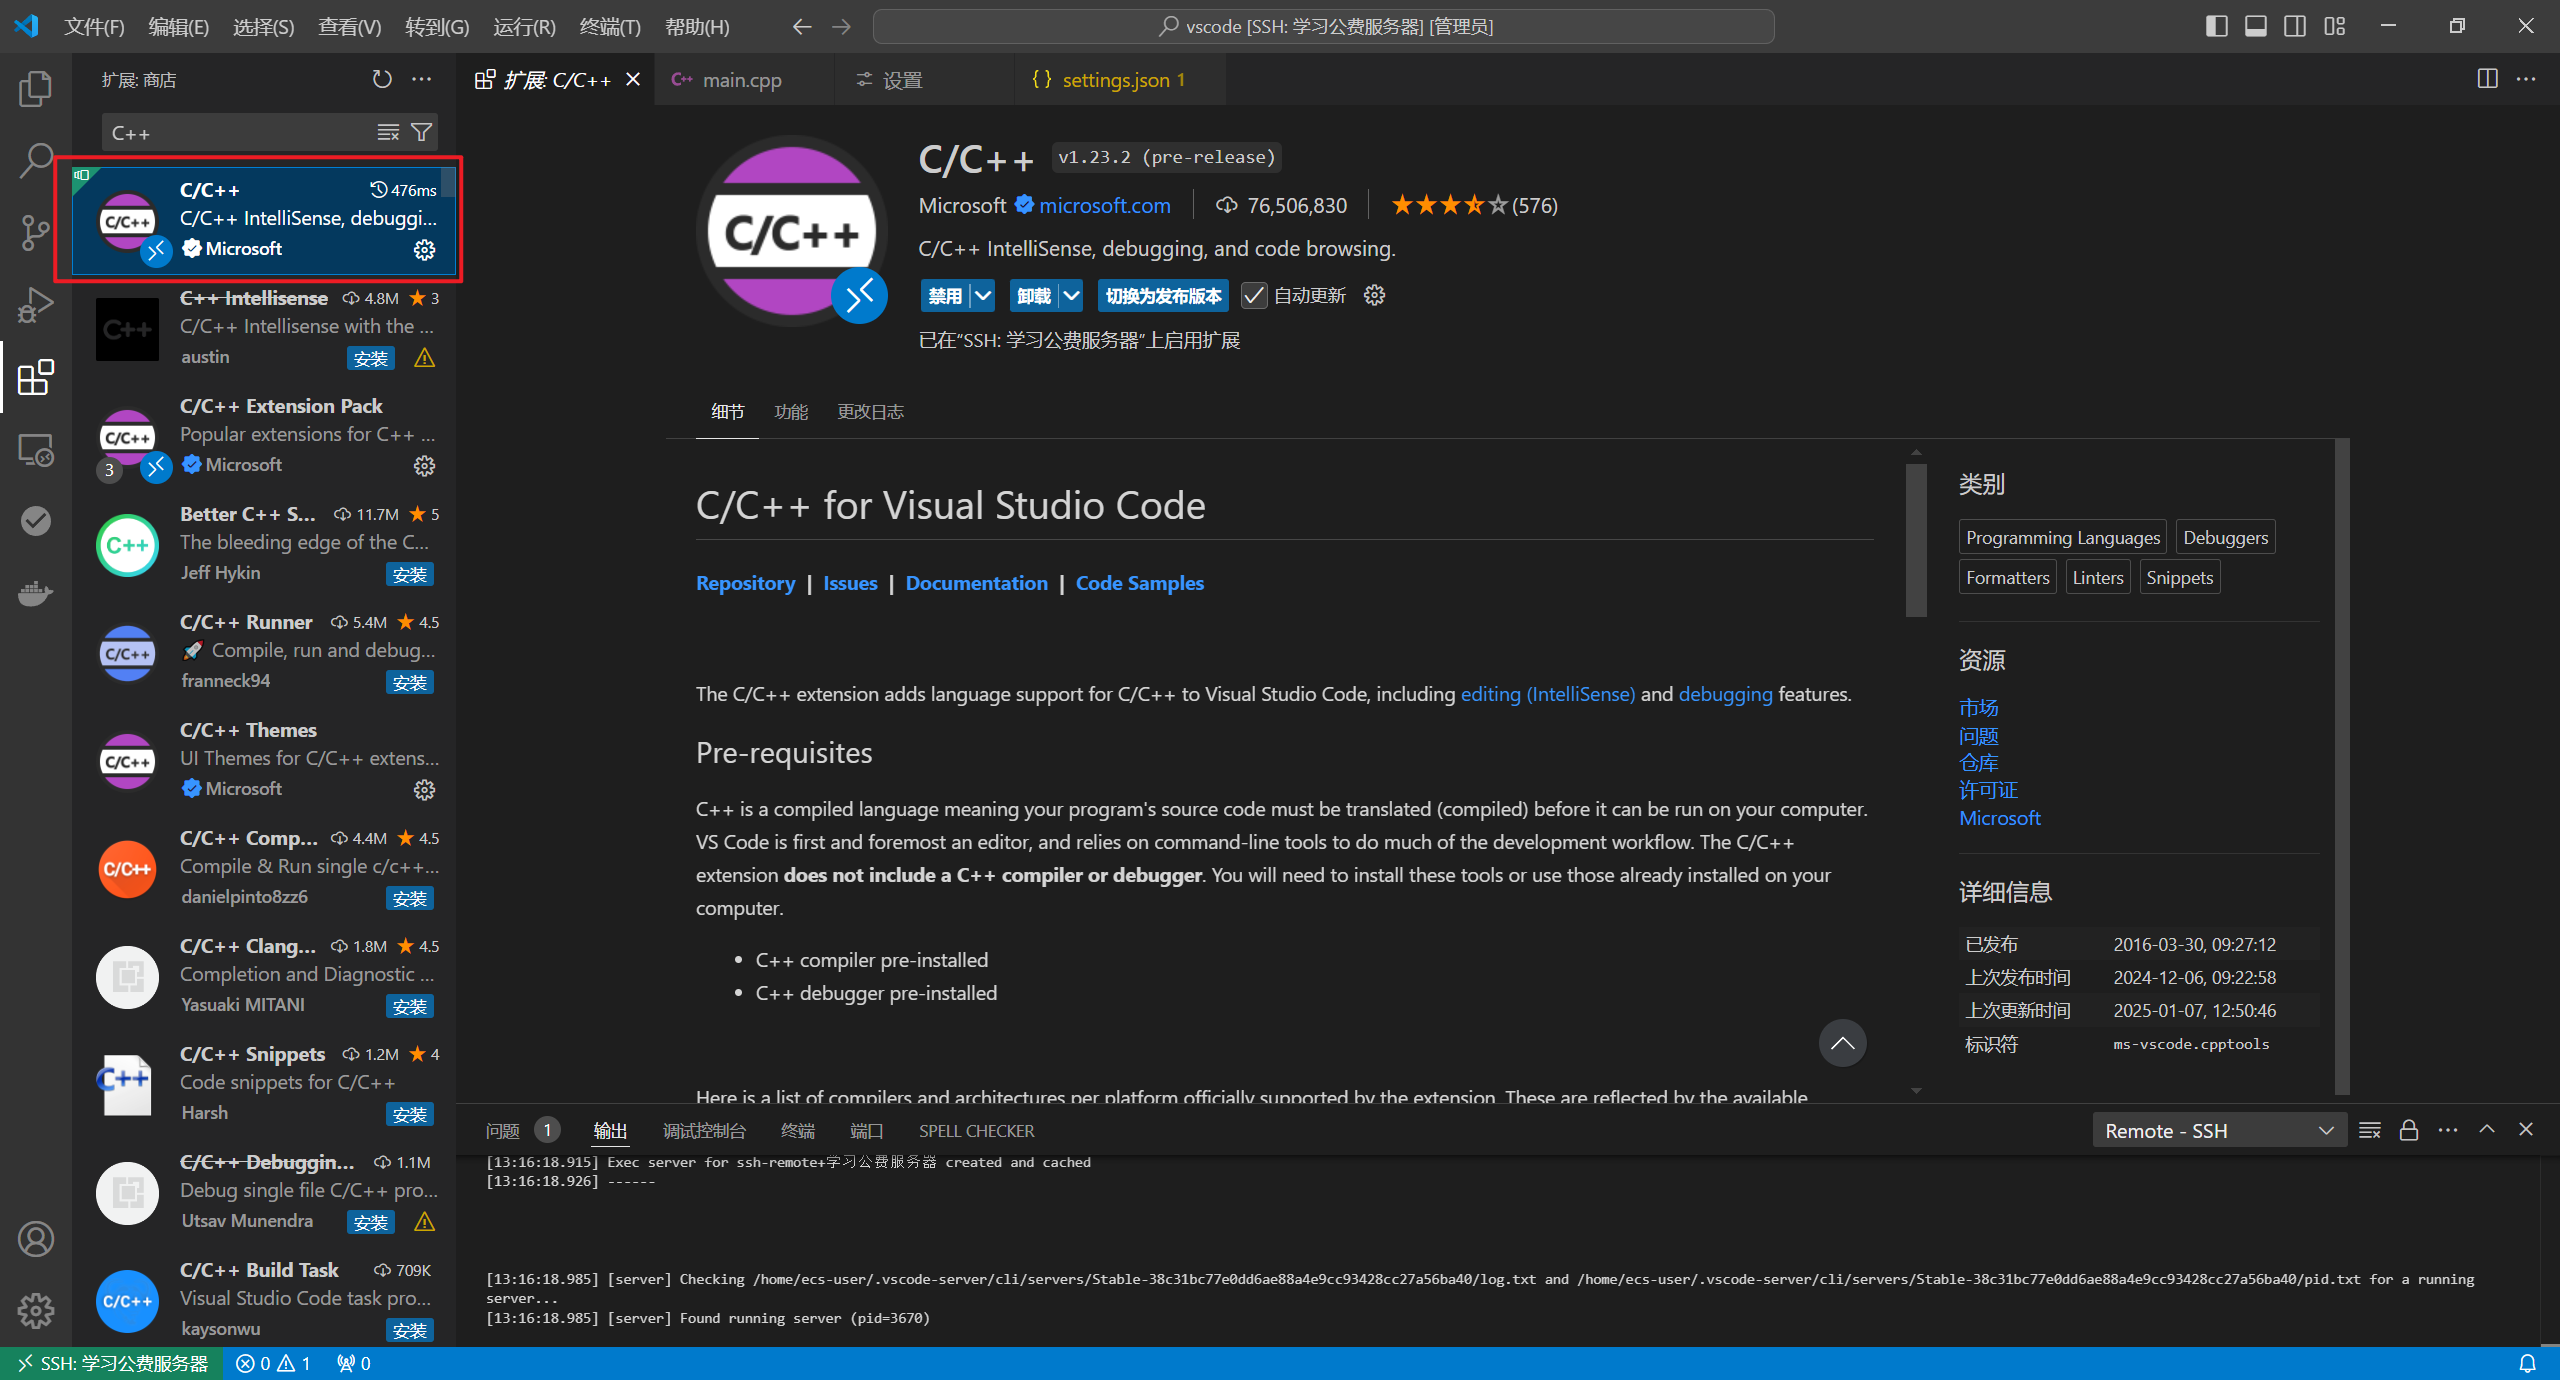 文件(F) 编辑(E) 选择(S) 查看(V) 转到(G) 运行(R) 终端(T) 帮助(H)
vscode [SSH: 学习公费服务器] [管理员]
扩展: 商店
C++
C/C++ 476ms
C/C++ IntelliSense, debuggi...
Microsoft
C++ Intellisense 4.8M ★ 3
C/C++ Intellisense with the ...
austin 安装
C/C++ Extension Pack
Popular extensions for C++ ...
3 Microsoft
Better C++ S... 11.7M ★ 5
The bleeding edge of the C...
Jeff Hykin 安装
C/C++ Runner 5.4M ★ 4.5
🚀 Compile, run and debug...
franneck94 安装
C/C++ Themes
UI Themes for C/C++ extens...
Microsoft
C/C++ Comp... 4.4M ★ 4.5
Compile & Run single c/c++...
danielpinto8zz6 安装
C/C++ Clang... 1.8M ★ 4.5
Completion and Diagnostic ...
Yasuaki MITANI 安装
C/C++ Snippets 1.2M ★ 4
Code snippets for C/C++
Harsh 安装
C/C++ Debuggin... 1.1M
Debug single file C/C++ pro...
Utsav Munendra 安装
C/C++ Build Task 709K
Visual Studio Code task pro...
kaysonwu 安装
扩展: C/C++ main.cpp 设置 {} settings.json 1
C/C++
C/C++ v1.23.2 (pre-release)
Microsoft microsoft.com 76,506,830 (576)
C/C++ IntelliSense, debugging, and code browsing.
禁用 卸载 切换为发布版本 自动更新
已在“SSH: 学习公费服务器”上启用扩展
细节 功能 更改日志
C/C++ for Visual Studio Code
Repository | Issues | Documentation | Code Samples
The C/C++ extension adds language support for C/C++ to Visual Studio Code, including editing (IntelliSense) and debugging features.
Pre-requisites
C++ is a compiled language meaning your program's source code must be translated (compiled) before it can be run on your computer.
VS Code is first and foremost an editor, and relies on command-line tools to do much of the development workflow. The C/C++
extension does not include a C++ compiler or debugger. You will need to install these tools or use those already installed on your
computer.
• C++ compiler pre-installed
• C++ debugger pre-installed
Here is a list of compilers and architectures per platform officially supported by the extension. These are reflected by the available
类别
Programming Languages Debuggers
Formatters Linters Snippets
资源
市场
问题
仓库
许可证
Microsoft
详细信息
已发布 2016-03-30, 09:27:12
上次发布时间 2024-12-06, 09:22:58
上次更新时间 2025-01-07, 12:50:46
标识符 ms-vscode.cpptools
问题 1 输出 调试控制台 终端 端口 SPELL CHECKER Remote - SSH
[13:16:18.915] Exec server for ssh-remote+学习公费服务器 created and cached
[13:16:18.926] ------
[13:16:18.985] [server] Checking /home/ecs-user/.vscode-server/cli/servers/Stable-38c31bc77e0dd6ae88a4e9cc93428cc27a56ba40/log.txt and /home/ecs-user/.vscode-server/cli/servers/Stable-38c31bc77e0dd6ae88a4e9cc93428cc27a56ba40/pid.txt for a running
server...
[13:16:18.985] [server] Found running server (pid=3670)
SSH: 学习公费服务器 0 1 0